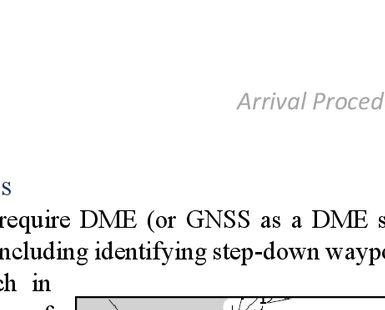 Arrival Proced
s
require DME (or GNSS as a DME s
ncluding identifying step-down waypo
ch in